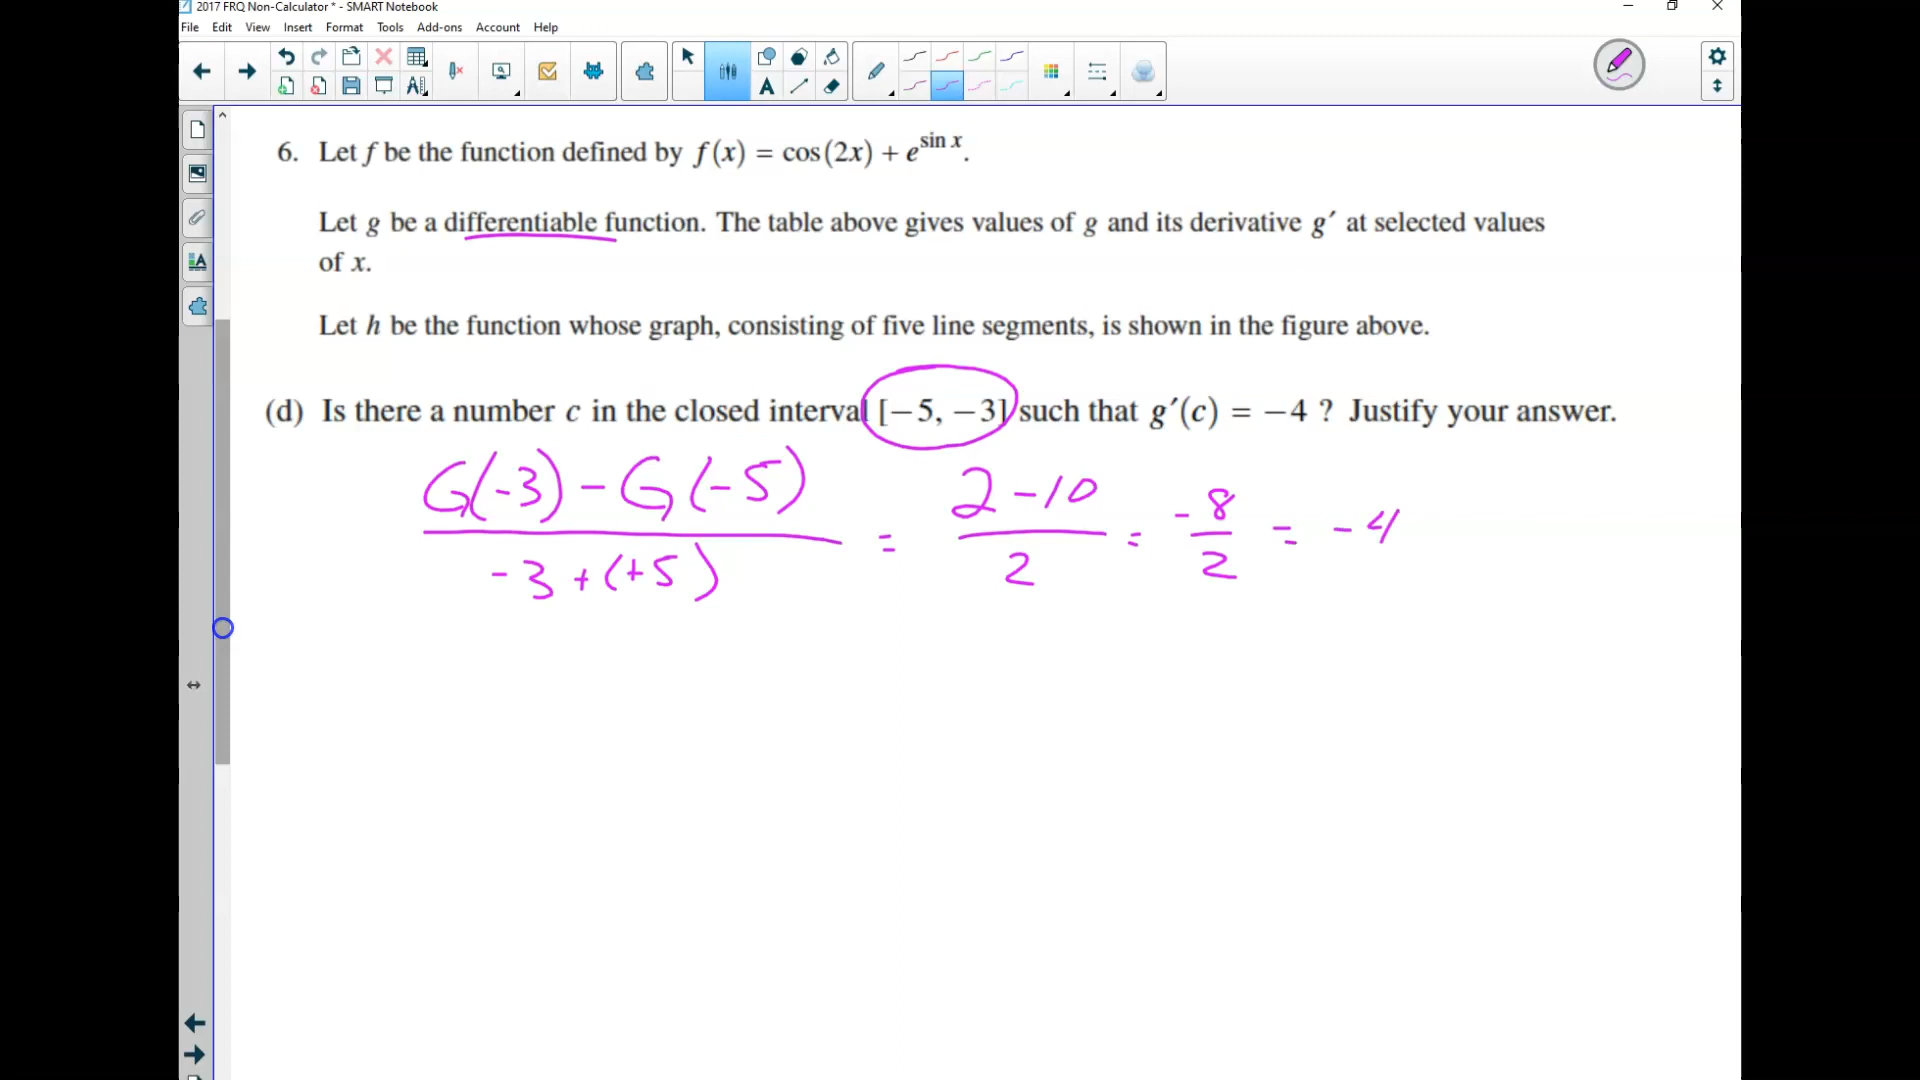 2017 FRQ Non-Calculator * - SMART Notebook
File Edit View Insert Format Tools Add-ons Account Help
6. Let f be the function defined by f(x) = cos(2x) + e^{sin x}.
Let g be a differentiable function. The table above gives values of g and its derivative g′ at selected values
of x.
Let h be the function whose graph, consisting of five line segments, is shown in the figure above.
(d) Is there a number c in the closed interval [−5, −3] such that g′(c) = −4 ? Justify your answer.
G(-3) - G(-5) / -3 + (+5) = 2 - 10 / 2 = -8 / 2 = -4